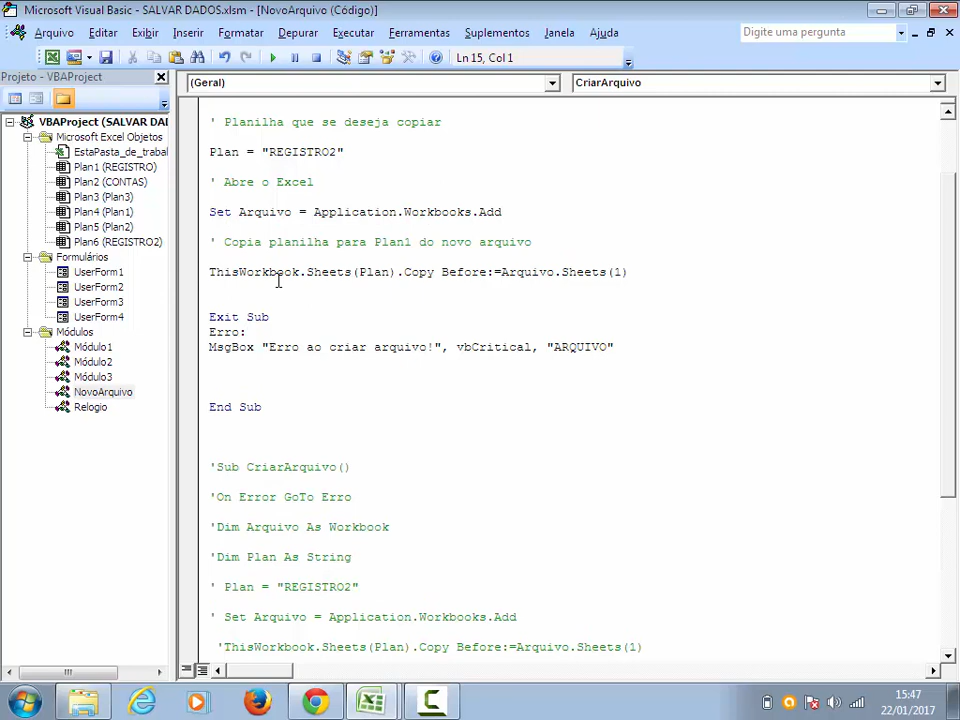 Microsoft Visual Basic - SALVAR DADOS.xlsm - [NovoArquivo (Código)]
Arquivo Editar Exibir Inserir Formatar Depurar Executar Ferramentas Suplementos Janela Ajuda Digite uma pergunta
Ln 15, Col 1
Projeto - VBAProject
(Geral) CriarArquivo
VBAProject (SALVAR DAI
Microsoft Excel Objetos
EstaPasta_de_trabal
Plan1 (REGISTRO)
Plan2 (CONTAS)
Plan3 (Plan3)
Plan4 (Plan1)
Plan5 (Plan2)
Plan6 (REGISTRO2)
Formulários
UserForm1
UserForm2
UserForm3
UserForm4
Módulos
Módulo1
Módulo2
Módulo3
NovoArquivo
Relogio
' Planilha que se deseja copiar
Plan = "REGISTRO2"
' Abre o Excel
Set Arquivo = Application.Workbooks.Add
' Copia planilha para Plan1 do novo arquivo
ThisWorkbook.Sheets(Plan).Copy Before:=Arquivo.Sheets(1)
Exit Sub
Erro:
MsgBox "Erro ao criar arquivo!", vbCritical, "ARQUIVO"
End Sub
'Sub CriarArquivo()
'On Error GoTo Erro
'Dim Arquivo As Workbook
'Dim Plan As String
' Plan = "REGISTRO2"
' Set Arquivo = Application.Workbooks.Add
'ThisWorkbook.Sheets(Plan).Copy Before:=Arquivo.Sheets(1)
15:47
22/01/2017